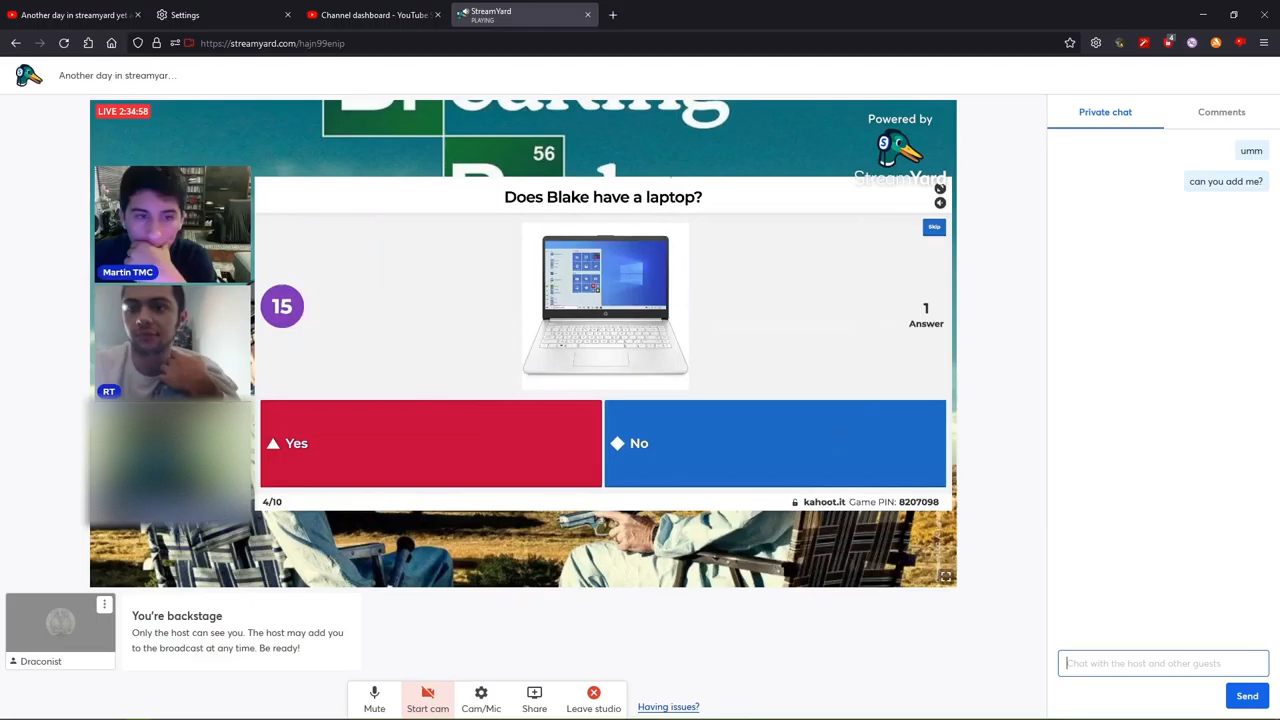 Another day in streamyard yet a
Settings
Channel dashboard - YouTube S
StreamYard
PLAYING
https://streamyard.com/hajn99enip
4
Another day in streamyar...
LIVE 2:34:58
Breaking
56
Powered by
StreamYard
Does Blake have a laptop?
Skip
15
1
Answer
Martin TMC
RT
Yes
No
4/10
kahoot.it Game PIN: 8207098
Private chat
Comments
umm
can you add me?
You're backstage
Only the host can see you. The host may add you
to the broadcast at any time. Be ready!
Draconist
Chat with the host and other guests
Send
Mute
Start cam
Cam/Mic
Share
Leave studio
Having issues?